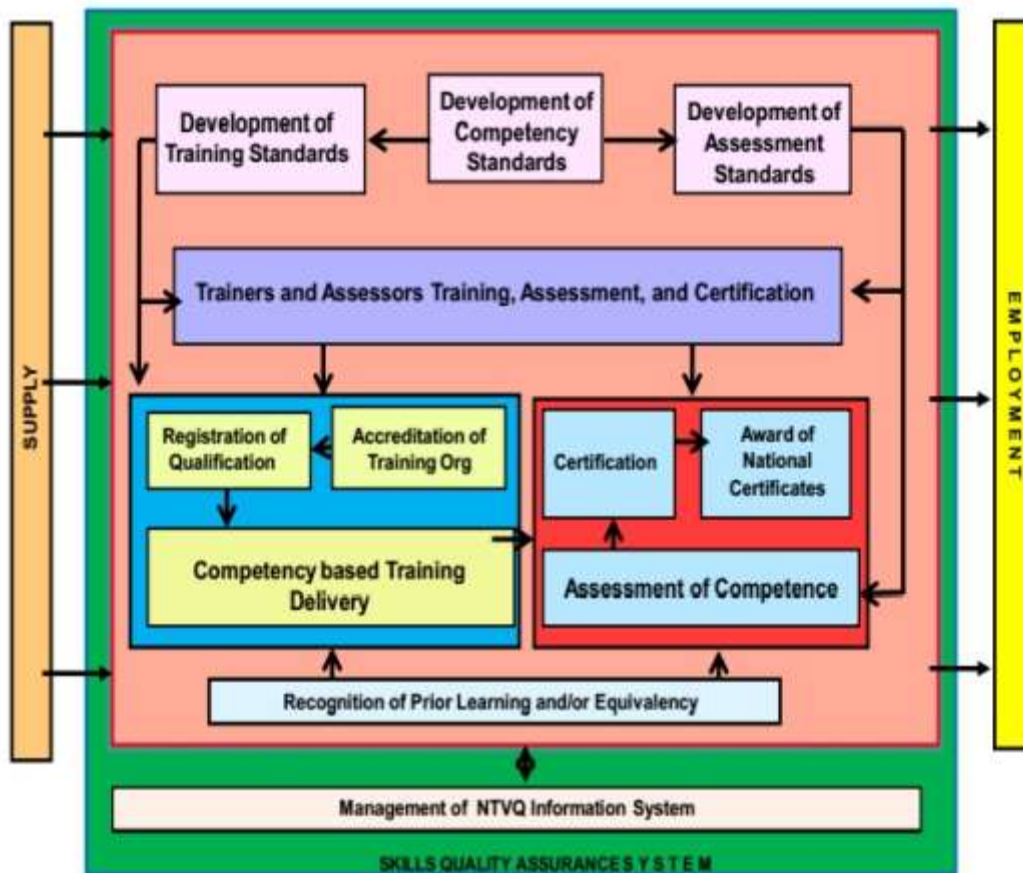 Development of
Training Standards
Development of
Competency
Standards
Development of
Assessment
Standards
Trainers and Assessors Training, Assessment, and Certification
SUPPLY
EMPLOYMENT
Registration of
Qualification
Accreditation of
Training Org
Certification
Award of
National
Certificates
Competency based Training
Delivery
Assessment of Competence
Recognition of Prior Learning and/or Equivalency
Management of NTVQ Information System
SKILLS QUALITY ASSURANCE S Y S T E M